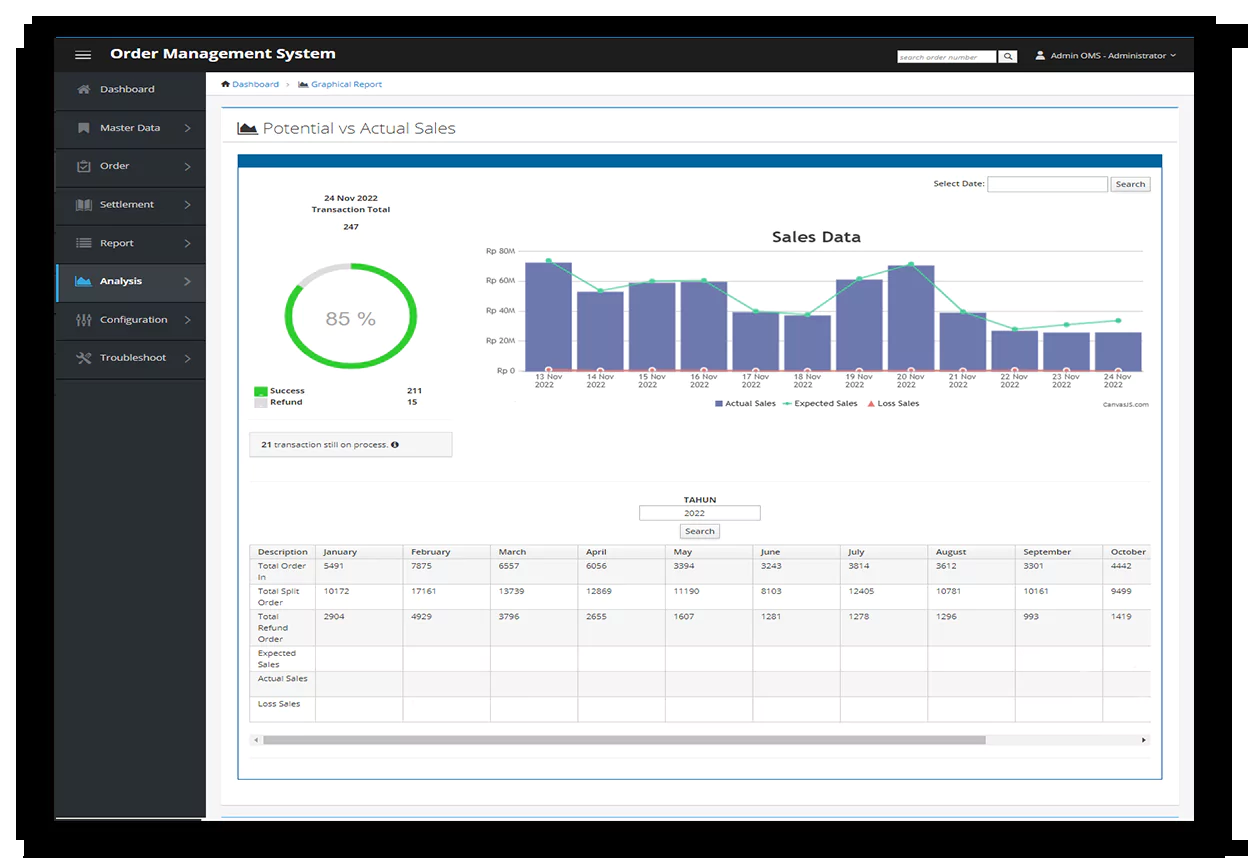 Order Management System
search order number
Admin OMS - Administrator
Dashboard
Master Data
Order
Settlement
Report
Analysis
Configuration
Troubleshoot
Dashboard > Graphical Report
Potential vs Actual Sales
Select Date: Search
24 Nov 2022
Transaction Total
247
85 %
Success 211
Refund 15
21 transaction still on process.
Sales Data
Rp 80M
Rp 60M
Rp 40M
Rp 20M
Rp 0
13 Nov 2022
14 Nov 2022
15 Nov 2022
16 Nov 2022
17 Nov 2022
18 Nov 2022
19 Nov 2022
20 Nov 2022
21 Nov 2022
22 Nov 2022
23 Nov 2022
24 Nov 2022
Actual Sales Expected Sales Loss Sales
CanvasJS.com
TAHUN
2022
Search
Description January February March April May June July August September October
Total Order In 5491 7875 6557 6056 3394 3243 3814 3612 3301 4442
Total Split Order 10172 17161 13739 12869 11190 8103 12405 10781 10161 9499
Total Refund Order 2904 4929 3796 2655 1607 1281 1278 1296 993 1419
Expected Sales
Actual Sales
Loss Sales